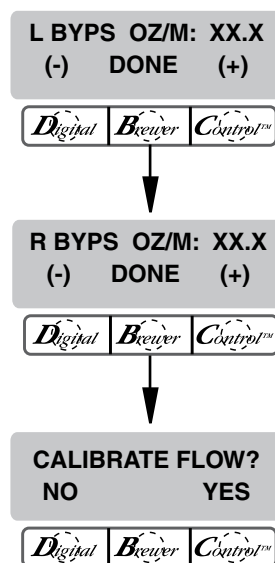 L BYPS OZ/M: XX.X
(-) DONE (+)
Digital Brewer Control™
R BYPS OZ/M: XX.X
(-) DONE (+)
Digital Brewer Control™
CALIBRATE FLOW?
NO YES
Digital Brewer Control™